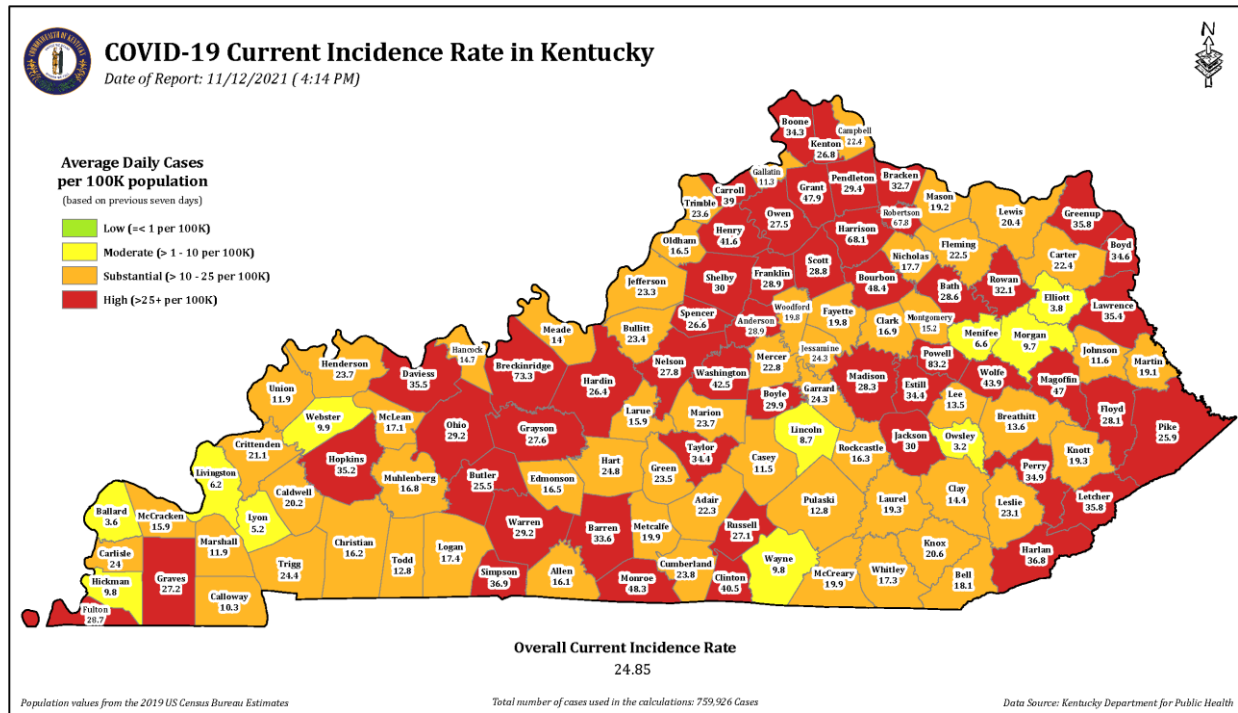 COVID-19 Current Incidence Rate in Kentucky
Date of Report: 11/12/2021 ( 4:14 PM)
N
Average Daily Cases
per 100K population
(based on previous seven days)
Low (=< 1 per 100K)
Moderate (> 1 - 10 per 100K)
Substantial (> 10 - 25 per 100K)
High (>25+ per 100K)
Boone
34.3
Kenton
26.8
Campbell
22.4
Gallatin
11.3
Carroll
39
Grant
47.9
Pendleton
29.4
Bracken
32.7
Trimble
23.6
Owen
27.5
Robertson
67.8
Mason
19.2
Lewis
20.4
Greenup
35.8
Henry
41.6
Harrison
68.1
Oldham
16.5
Nicholas
17.7
Fleming
22.5
Carter
22.4
Boyd
34.6
Jefferson
23.3
Shelby
30
Franklin
28.9
Scott
28.8
Bourbon
48.4
Bath
28.6
Rowan
32.1
Elliott
3.8
Lawrence
35.4
Spencer
26.6
Anderson
28.9
Woodford
19.8
Fayette
19.8
Clark
16.9
Montgomery
15.2
Menifee
6.6
Morgan
9.7
Meade
14
Bullitt
23.4
Hancock
14.7
Breckinridge
73.3
Hardin
26.4
Nelson
27.8
Washington
42.5
Mercer
22.8
Jessamine
24.3
Powell
83.2
Wolfe
43.9
Johnson
11.6
Martin
19.1
Magoffin
47
Henderson
23.7
Daviess
35.5
Union
11.9
Webster
9.9
McLean
17.1
Ohio
29.2
Grayson
27.6
Larue
15.9
Marion
23.7
Boyle
29.9
Garrard
24.3
Madison
28.3
Estill
34.4
Lee
13.5
Breathitt
13.6
Floyd
28.1
Pike
25.9
Lincoln
8.7
Rockcastle
16.3
Jackson
30
Owsley
3.2
Perry
34.9
Knott
19.3
Letcher
35.8
Crittenden
21.1
Hopkins
35.2
Muhlenberg
16.8
Butler
25.5
Edmonson
16.5
Hart
24.8
Green
23.5
Taylor
34.4
Casey
11.5
Livingston
6.2
Caldwell
20.2
Lyon
5.2
Adair
22.3
Pulaski
12.8
Laurel
19.3
Clay
14.4
Leslie
23.1
Harlan
36.8
Ballard
3.6
McCracken
15.9
Marshall
11.9
Carlisle
24
Hickman
9.8
Graves
27.2
Calloway
10.3
Fulton
28.7
Trigg
24.4
Christian
16.2
Todd
12.8
Logan
17.4
Warren
29.2
Simpson
36.9
Allen
16.1
Barren
33.6
Metcalfe
19.9
Monroe
48.3
Cumberland
23.8
Russell
27.1
Clinton
40.5
Wayne
9.8
McCreary
19.9
Whitley
17.3
Knox
20.6
Bell
18.1
Overall Current Incidence Rate
24.85
Population values from the 2019 US Census Bureau Estimates
Total number of cases used in the calculations: 759,926 Cases
Data Source: Kentucky Department for Public Health